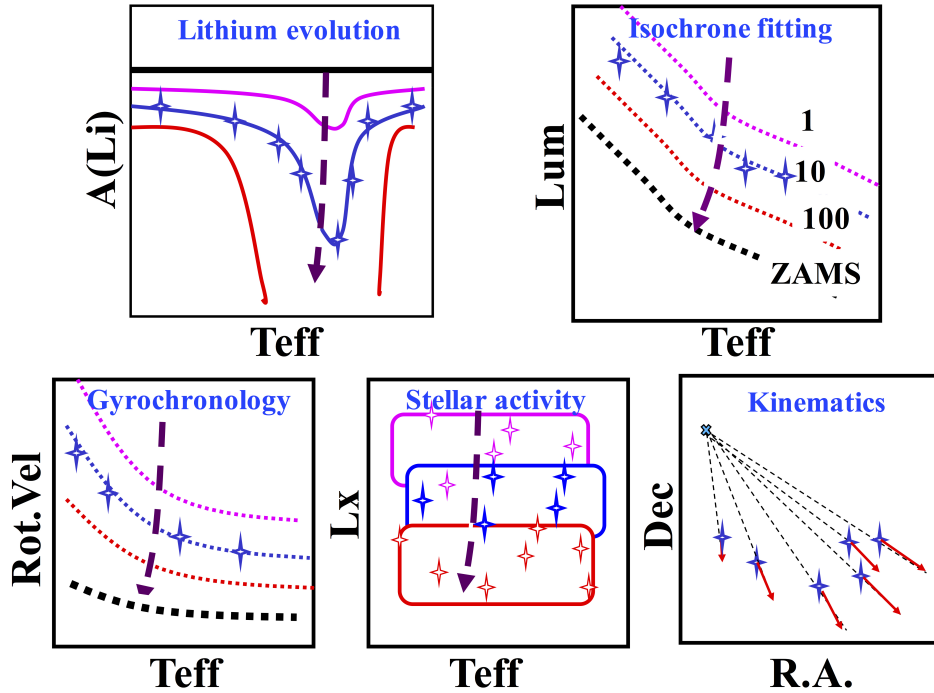 Lithium evolution
A(Li)
Teff
Isochrone fitting
Lum
1
10
100
ZAMS
Teff
Gyrochronology
Rot.Vel
Teff
Stellar activity
Lx
Teff
Kinematics
Dec
R.A.